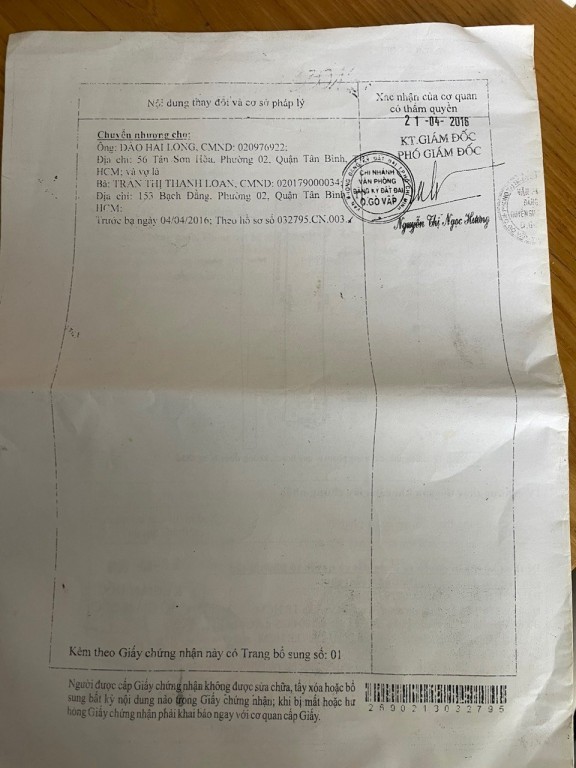 Nội dung thay đổi và cơ sở pháp lý
Xác nhận của cơ quan
có thẩm quyền
Chuyển nhượng cho:
Ông: ĐÀO HẢI LONG, CMND: 020976922;
Địa chỉ: 56 Tân Sơn Hòa, Phường 02, Quận Tân Bình,
HCM; và vợ là
Bà: TRẦN THỊ THANH LOAN, CMND: 020179000034
Địa chỉ: 153 Bạch Đằng, Phường 02, Quận Tân Bình
HCM;
Trước bạ ngày 04/04/2016; Theo hồ sơ số 032795.CN.003.
21-04-2016
KT.GIÁM ĐỐC
PHÓ GIÁM ĐỐC
CHI NHÁNH
VĂN PHÒNG
ĐĂNG KÝ ĐẤT ĐAI
Q.GÒ VẤP
Nguyễn Thị Ngọc Hương
Kèm theo Giấy chứng nhận này có Trang bổ sung số: 01
Người được cấp Giấy chứng nhận không được sửa chữa, tẩy xóa hoặc bổ
sung bất kỳ nội dung nào trong Giấy chứng nhận; khi bị mất hoặc hư
hỏng Giấy chứng nhận phải khai báo ngay với cơ quan cấp Giấy.